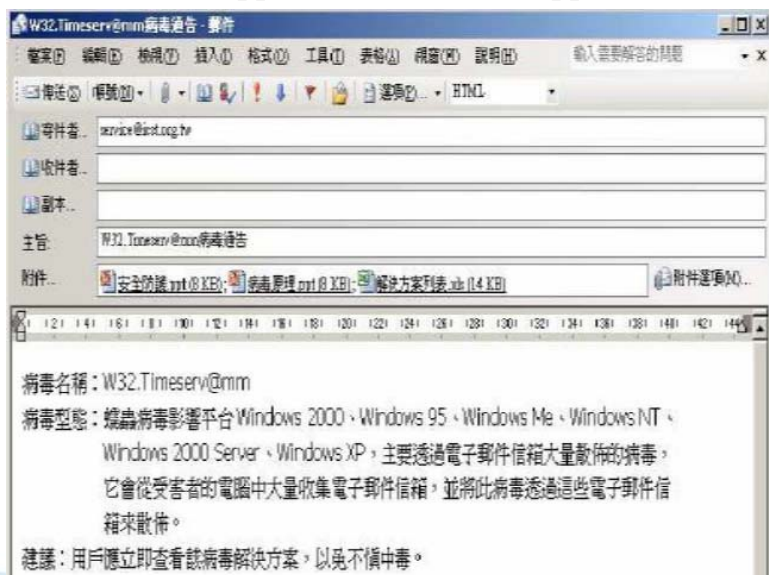 W32.Timeserv@mm病毒通告 - 郵件
檔案(F) 編輯(E) 檢視(V) 插入(I) 格式(O) 工具(T) 表格(A) 視窗(W) 說明(H) 輸入需要解答的問題
傳送(S) 帳號(N) 選項(P)... HTML
寄件者... service@icst.org.tw
收件者...
副本...
主旨: W32.Timeserv@mm病毒通告
附件... 安全防護.ppt (8 KB); 病毒原理.ppt (8 KB); 解決方案列表.xls (14 KB) 附件選項(M)...
病毒名稱：W32.Timeserv@mm
病毒型態：蠕蟲病毒影響平台Windows 2000、Windows 95、Windows Me、Windows NT、
Windows 2000 Server、Windows XP，主要透過電子郵件信箱大量散佈的病毒，
它會從受害者的電腦中大量收集電子郵件信箱，並將此病毒透過這些電子郵件信
箱來散佈。
建議：用戶應立即查看該病毒解決方案，以免不慎中毒。